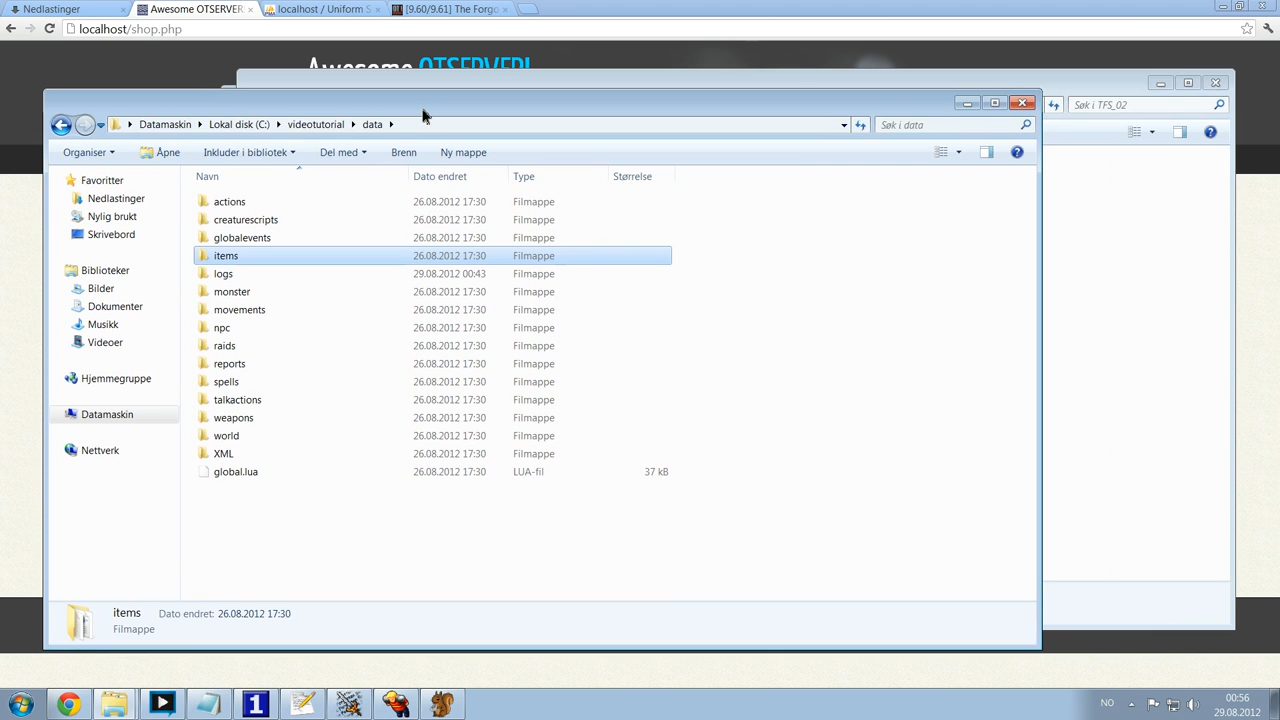 Nedlastinger
Awesome OTSERVER
localhost / Uniform S
[9.60/9.61] The Forgo
localhost/shop.php
Awesome OTSERVER!
Søk i TFS_02
Datamaskin
Lokal disk (C:)
videotutorial
data
Søk i data
Organiser
Åpne
Inkluder i bibliotek
Del med
Brenn
Ny mappe
Navn
Dato endret
Type
Størrelse
Favoritter
Nedlastinger
Nylig brukt
Skrivebord
Biblioteker
Bilder
Dokumenter
Musikk
Videoer
Hjemmegruppe
Datamaskin
Nettverk
actions 26.08.2012 17:30 Filmappe
creaturescripts 26.08.2012 17:30 Filmappe
globalevents 26.08.2012 17:30 Filmappe
items 26.08.2012 17:30 Filmappe
logs 29.08.2012 00:43 Filmappe
monster 26.08.2012 17:30 Filmappe
movements 26.08.2012 17:30 Filmappe
npc 26.08.2012 17:30 Filmappe
raids 26.08.2012 17:30 Filmappe
reports 26.08.2012 17:30 Filmappe
spells 26.08.2012 17:30 Filmappe
talkactions 26.08.2012 17:30 Filmappe
weapons 26.08.2012 17:30 Filmappe
world 26.08.2012 17:30 Filmappe
XML 26.08.2012 17:30 Filmappe
global.lua 26.08.2012 17:30 LUA-fil 37 kB
items Dato endret: 26.08.2012 17:30
Filmappe
1
NO
00:56
29.08.2012